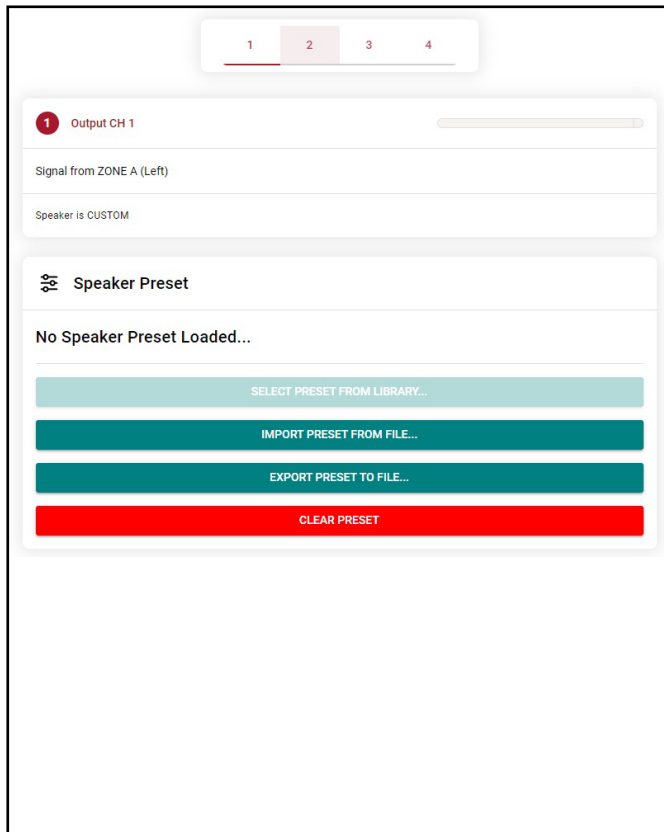 1 2 3 4
1 Output CH 1
Signal from ZONE A (Left)
Speaker is CUSTOM
Speaker Preset
No Speaker Preset Loaded...
SELECT PRESET FROM LIBRARY...
IMPORT PRESET FROM FILE...
EXPORT PRESET TO FILE...
CLEAR PRESET